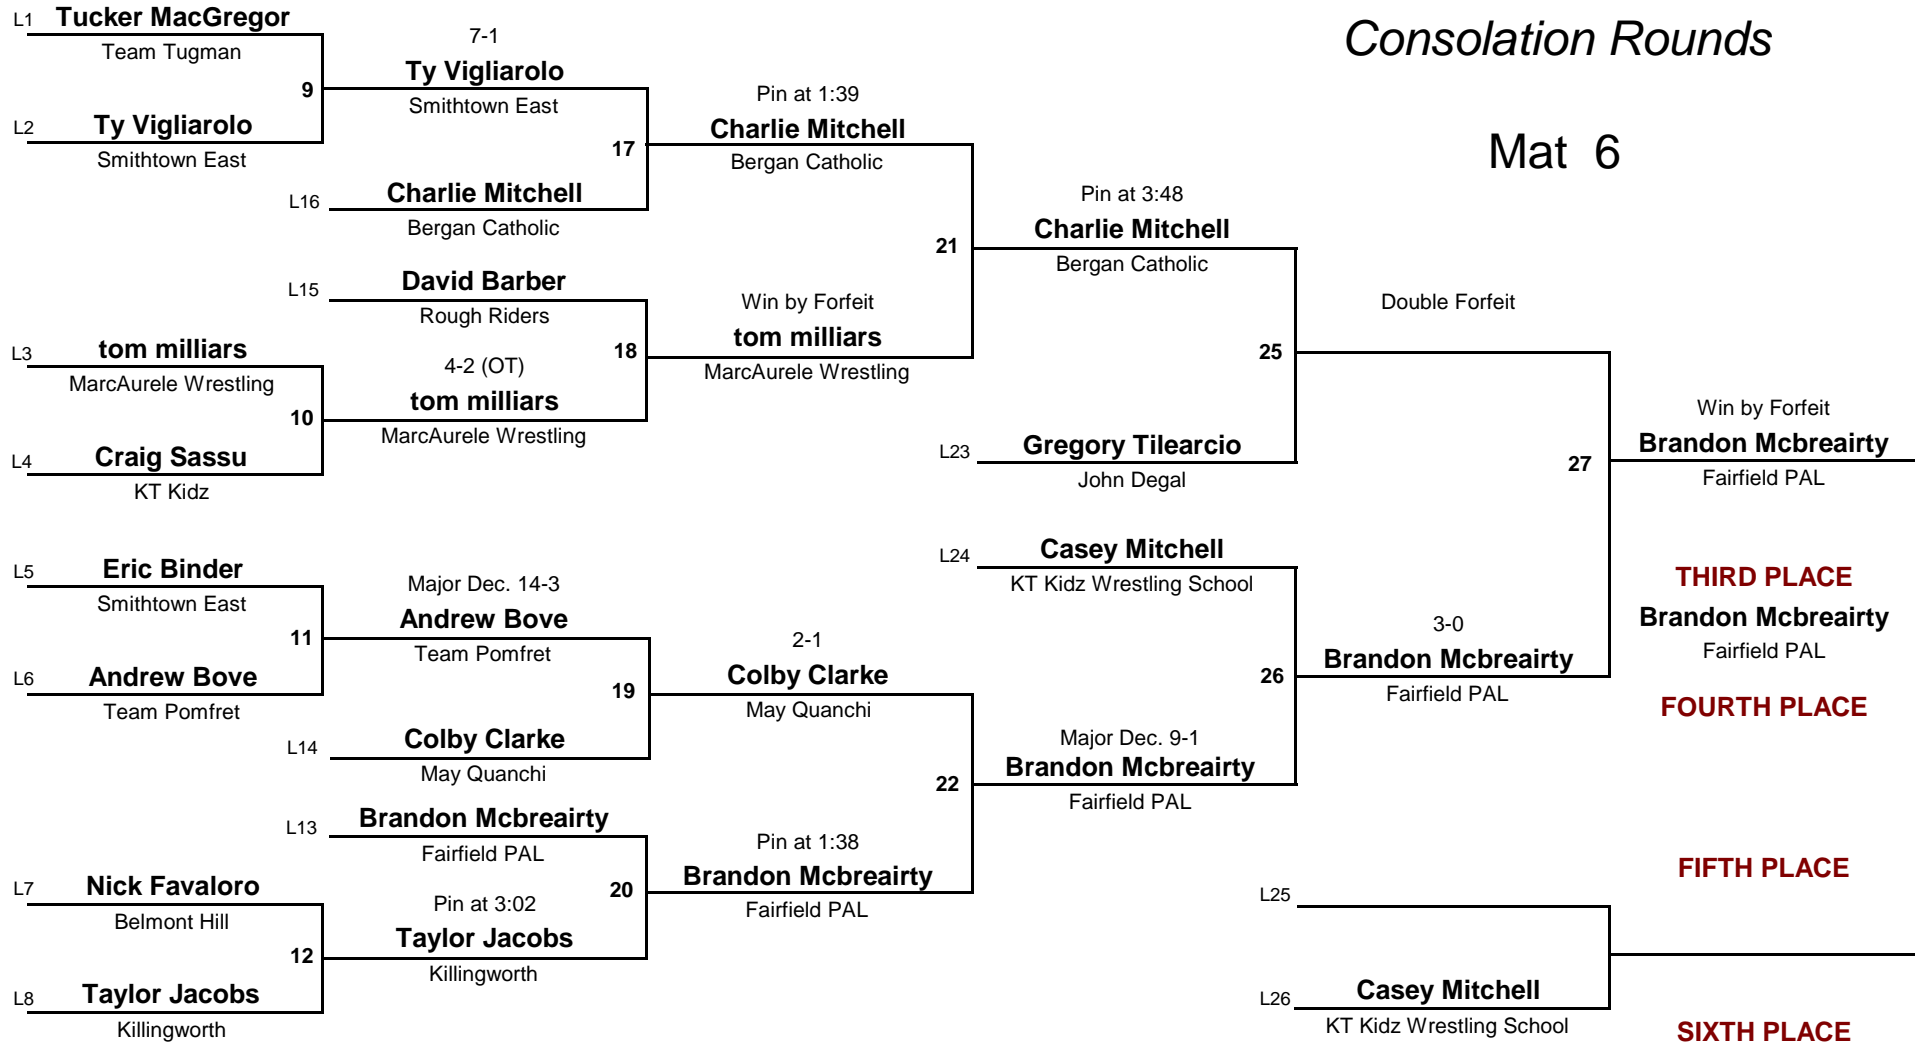 Consolation Rounds
Mat 6
L1 Tucker MacGregor
Team Tugman
9
L2 Ty Vigliarolo
Smithtown East
7-1
Ty Vigliarolo
Smithtown East
17
L16 Charlie Mitchell
Bergan Catholic
Pin at 1:39
Charlie Mitchell
Bergan Catholic
21
L15 David Barber
Rough Riders
18
L3 tom milliars
MarcAurele Wrestling
10
L4 Craig Sassu
KT Kidz
4-2 (OT)
tom milliars
MarcAurele Wrestling
Win by Forfeit
tom milliars
MarcAurele Wrestling
Pin at 3:48
Charlie Mitchell
Bergan Catholic
25
L23 Gregory Tilearcio
John Degal
Double Forfeit
27
Win by Forfeit
Brandon Mcbreairty
Fairfield PAL
L5 Eric Binder
Smithtown East
11
L6 Andrew Bove
Team Pomfret
Major Dec. 14-3
Andrew Bove
Team Pomfret
19
L14 Colby Clarke
May Quanchi
2-1
Colby Clarke
May Quanchi
22
L13 Brandon Mcbreairty
Fairfield PAL
20
L7 Nick Favaloro
Belmont Hill
12
L8 Taylor Jacobs
Killingworth
Pin at 3:02
Taylor Jacobs
Killingworth
Pin at 1:38
Brandon Mcbreairty
Fairfield PAL
L24 Casey Mitchell
KT Kidz Wrestling School
26
Major Dec. 9-1
Brandon Mcbreairty
Fairfield PAL
3-0
Brandon Mcbreairty
Fairfield PAL
THIRD PLACE
Brandon Mcbreairty
Fairfield PAL
FOURTH PLACE
FIFTH PLACE
L25
L26 Casey Mitchell
KT Kidz Wrestling School
SIXTH PLACE